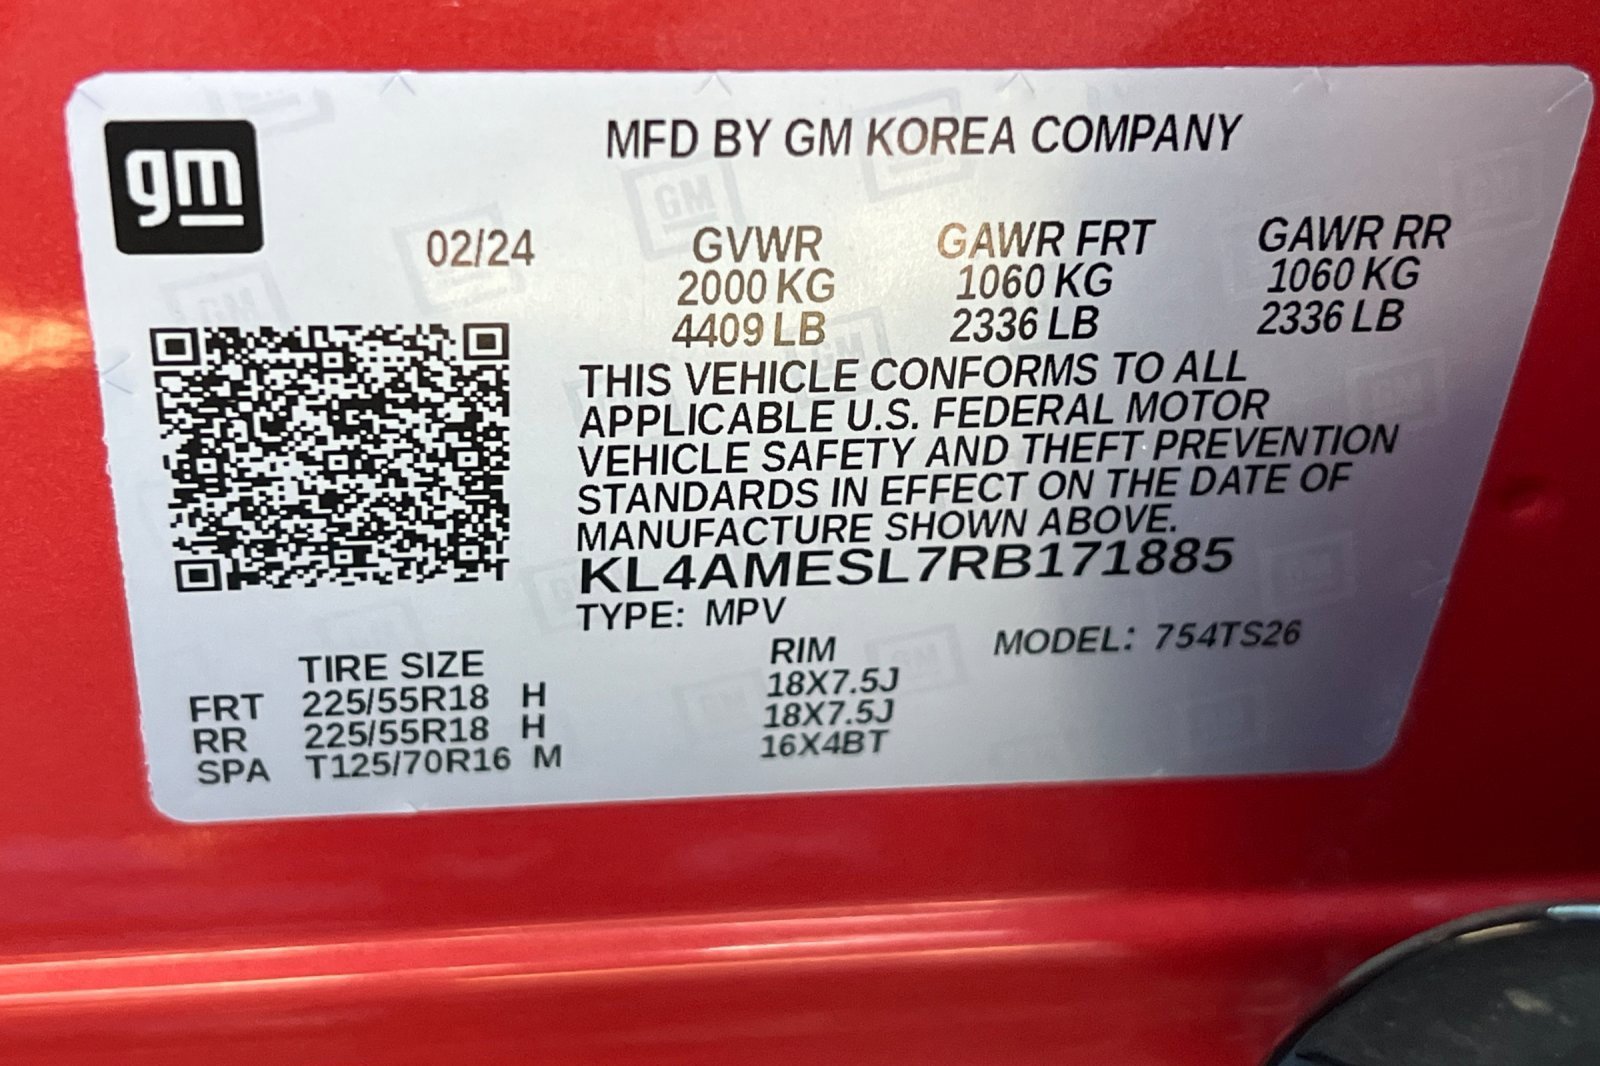 gm
MFD BY GM KOREA COMPANY
02/24 GVWR GAWR FRT GAWR RR
2000 KG 1060 KG 1060 KG
4409 LB 2336 LB 2336 LB
THIS VEHICLE CONFORMS TO ALL
APPLICABLE U.S. FEDERAL MOTOR
VEHICLE SAFETY AND THEFT PREVENTION
STANDARDS IN EFFECT ON THE DATE OF
MANUFACTURE SHOWN ABOVE.
KL4AMESL7RB171885
TYPE: MPV
MODEL: 754TS26
TIRE SIZE RIM
FRT 225/55R18 H 18X7.5J
RR 225/55R18 H 18X7.5J
SPA T125/70R16 M 16X4BT